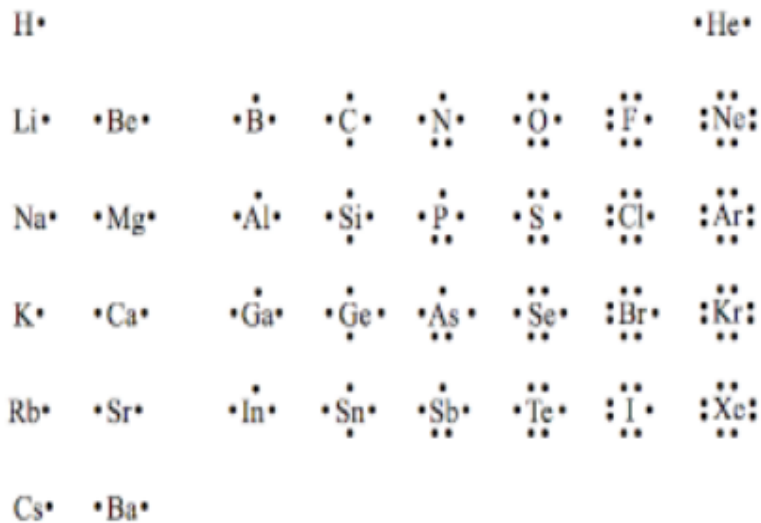 H• •He•
Li• •Be• •B• •C• •N• •O• :F• :Ne:
Na• •Mg• •Al• •Si• •P• •S• :Cl• :Ar:
K• •Ca• •Ga• •Ge• •As• •Se• :Br• :Kr:
Rb• •Sr• •In• •Sn• •Sb• •Te• :I• :Xe:
Cs• •Ba•